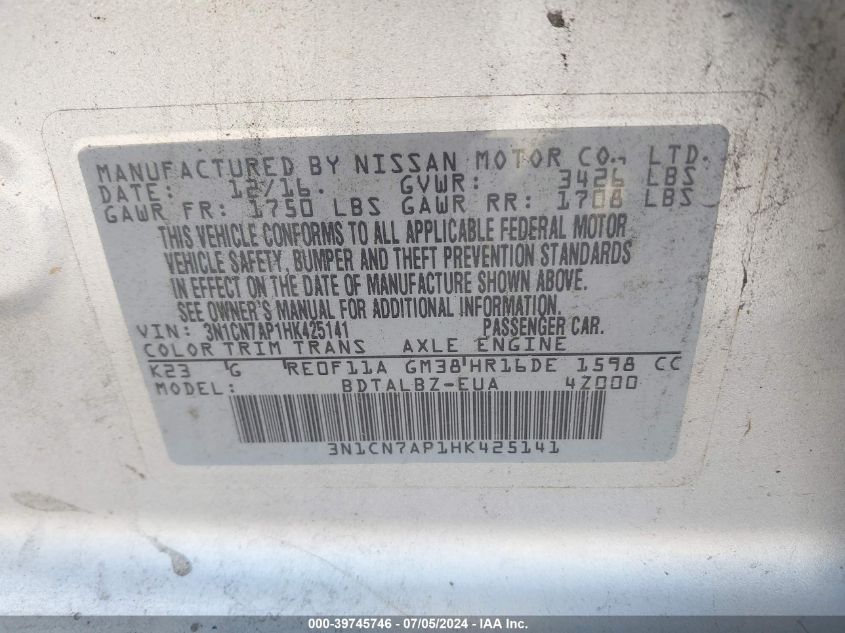 MANUFACTURED BY NISSAN MOTOR CO., LTD.
DATE: 12/16. GVWR: 3426 LBS
GAWR FR: 1750 LBS GAWR RR: 1708 LBS
THIS VEHICLE CONFORMS TO ALL APPLICABLE FEDERAL MOTOR
VEHICLE SAFETY, BUMPER AND THEFT PREVENTION STANDARDS
IN EFFECT ON THE DATE OF MANUFACTURE SHOWN ABOVE.
SEE OWNER'S MANUAL FOR ADDITIONAL INFORMATION.
VIN: 3N1CN7AP1HK425141 PASSENGER CAR.
COLOR TRIM TRANS AXLE ENGINE
K23 G RE0F11A GM38 HR16DE 1598 CC
MODEL: BDTALBZ-EUA 4Z000
3N1CN7AP1HK425141
000-39745746 / 07/05/2024 - IAAI.com